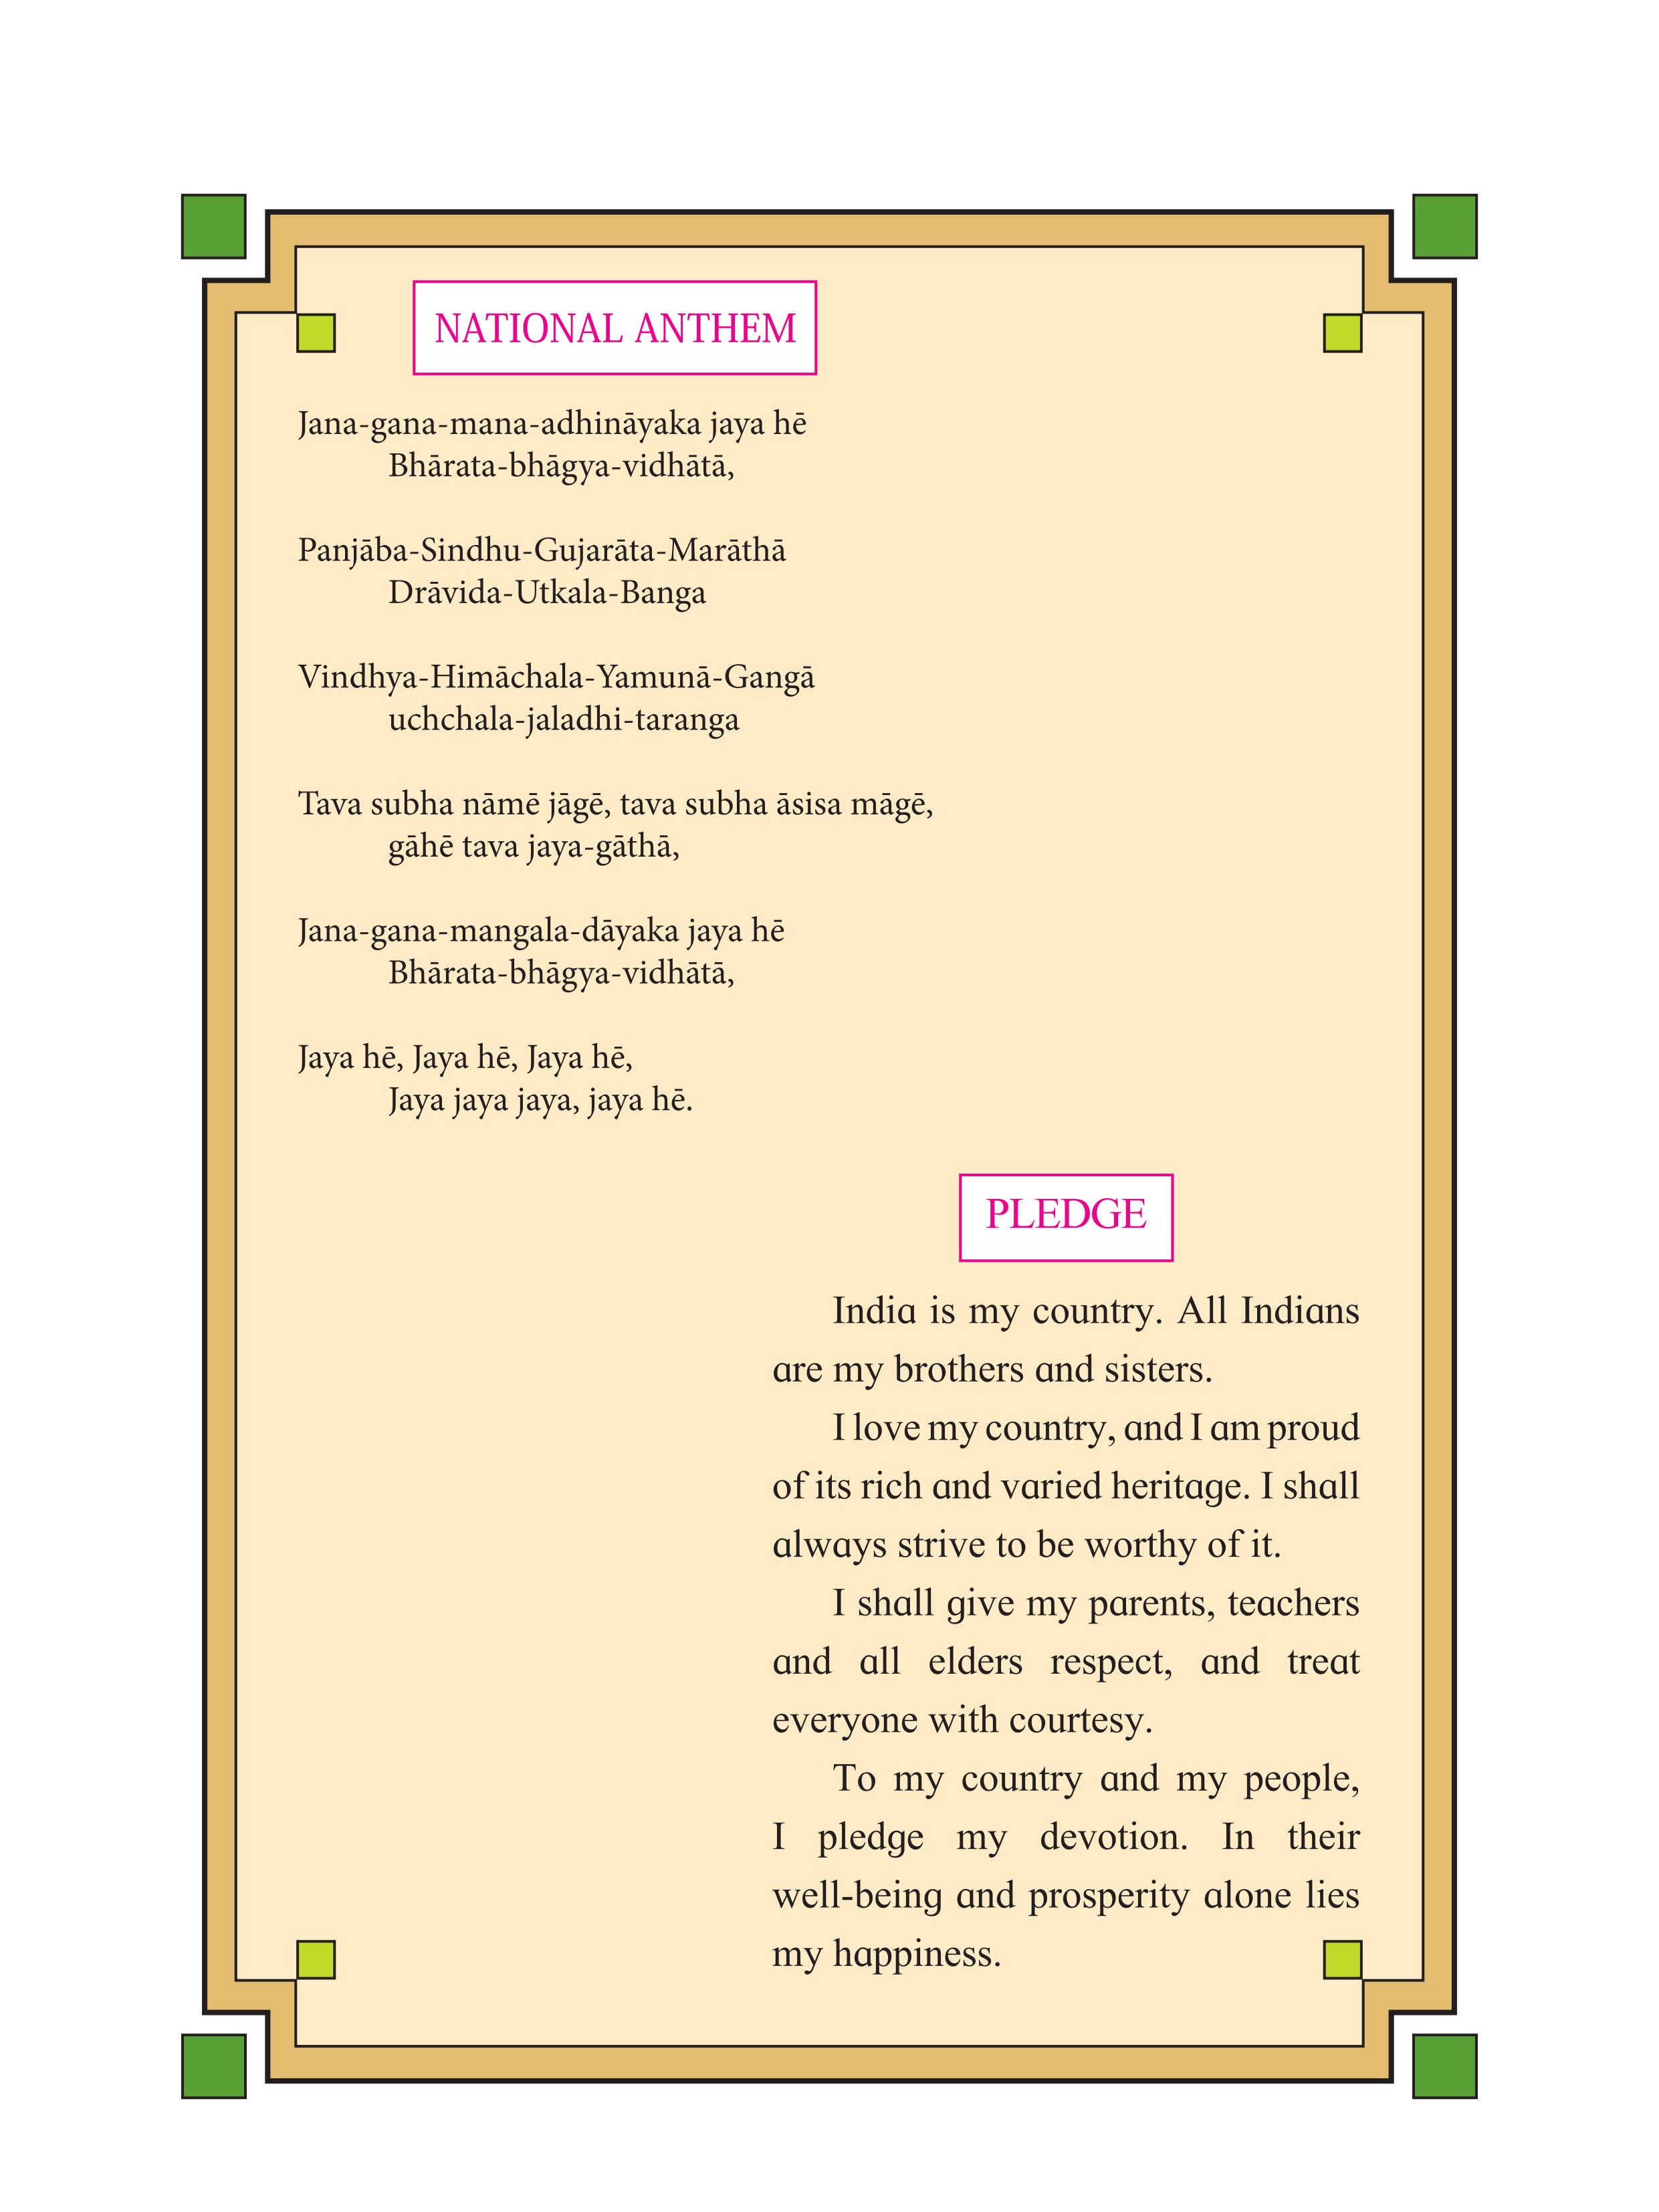 NATIONAL ANTHEM
Jana-gana-mana-adhināyaka jaya hē
Bhārata-bhāgya-vidhātā,
Panjāba-Sindhu-Gujarāta-Marāthā
Drāvida-Utkala-Banga
Vindhya-Himāchala-Yamunā-Gangā
uchchala-jaladhi-taranga
Tava subha nāmē jāgē, tava subha āsisa māgē,
gāhē tava jaya-gāthā,
Jana-gana-mangala-dāyaka jaya hē
Bhārata-bhāgya-vidhātā,
Jaya hē, Jaya hē, Jaya hē,
Jaya jaya jaya, jaya hē.
PLEDGE
India is my country. All Indians
are my brothers and sisters.
I love my country, and I am proud
of its rich and varied heritage. I shall
always strive to be worthy of it.
I shall give my parents, teachers
and all elders respect, and treat
everyone with courtesy.
To my country and my people,
I pledge my devotion. In their
well-being and prosperity alone lies
my happiness.